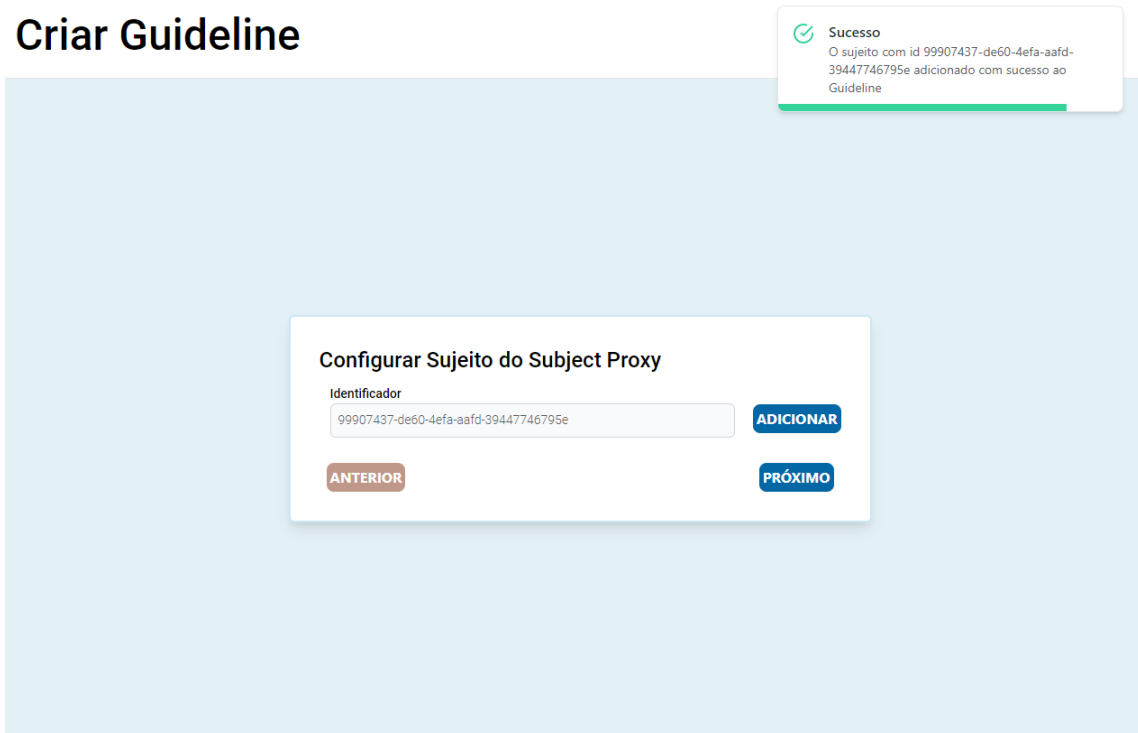 Criar Guideline
Sucesso
O sujeito com id 99907437-de60-4efa-aafd-
39447746795e adicionado com sucesso ao
Guideline
Configurar Sujeito do Subject Proxy
Identificador
99907437-de60-4efa-aafd-39447746795e
ADICIONAR
ANTERIOR
PRÓXIMO